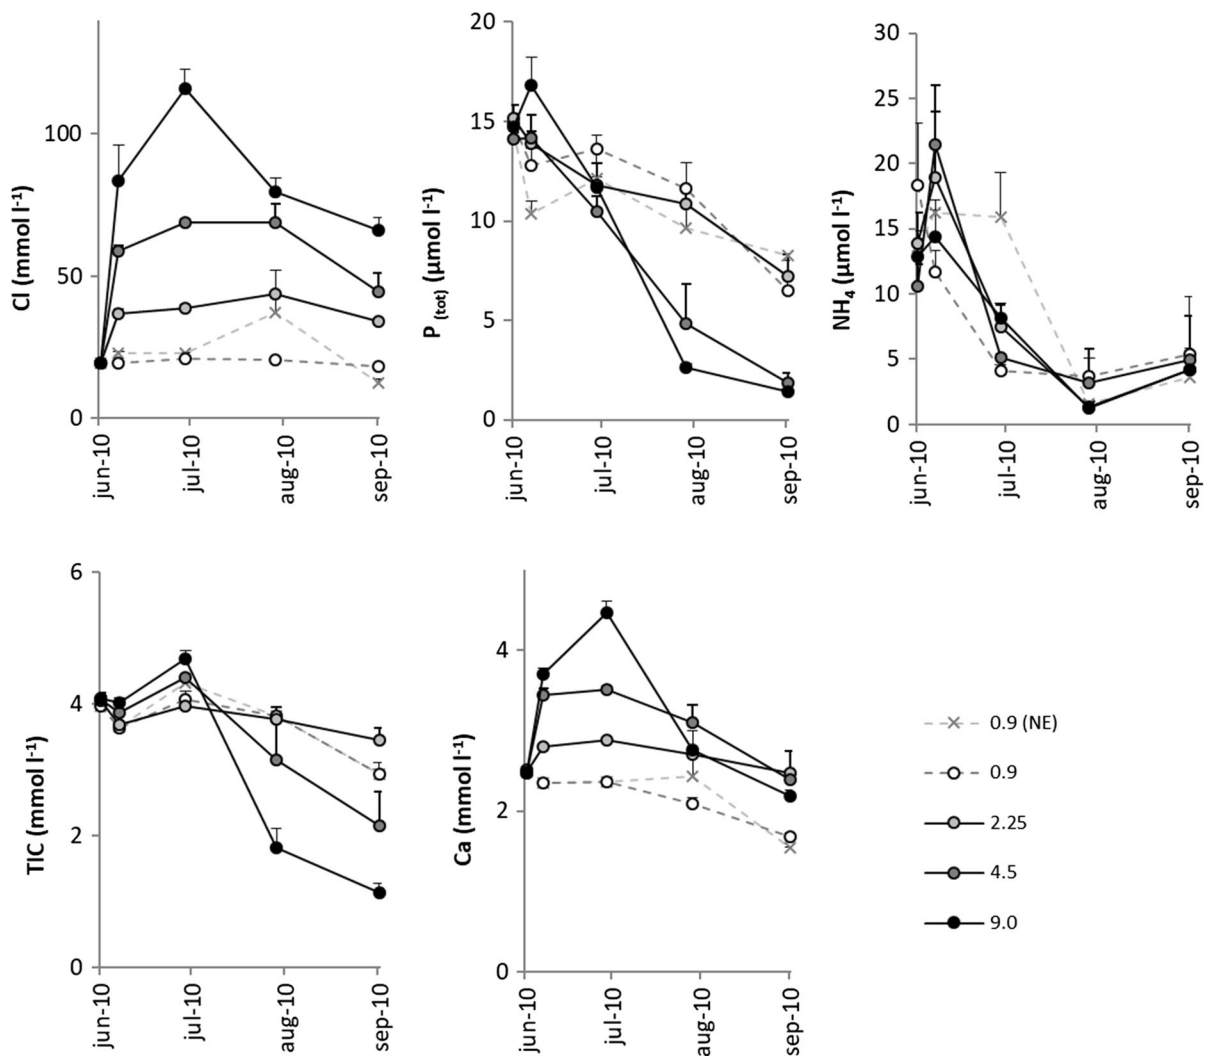 Cl (mmol l⁻¹)
100
50
0
jun-10
jul-10
aug-10
sep-10
P (tot) (µmol l⁻¹)
20
15
10
5
0
jun-10
jul-10
aug-10
sep-10
NH₄ (µmol l⁻¹)
30
25
20
15
10
5
0
jun-10
jul-10
aug-10
sep-10
TIC (mmol l⁻¹)
6
4
2
0
jun-10
jul-10
aug-10
sep-10
Ca (mmol l⁻¹)
4
2
0
jun-10
jul-10
aug-10
sep-10
0.9 (NE)
0.9
2.25
4.5
9.0